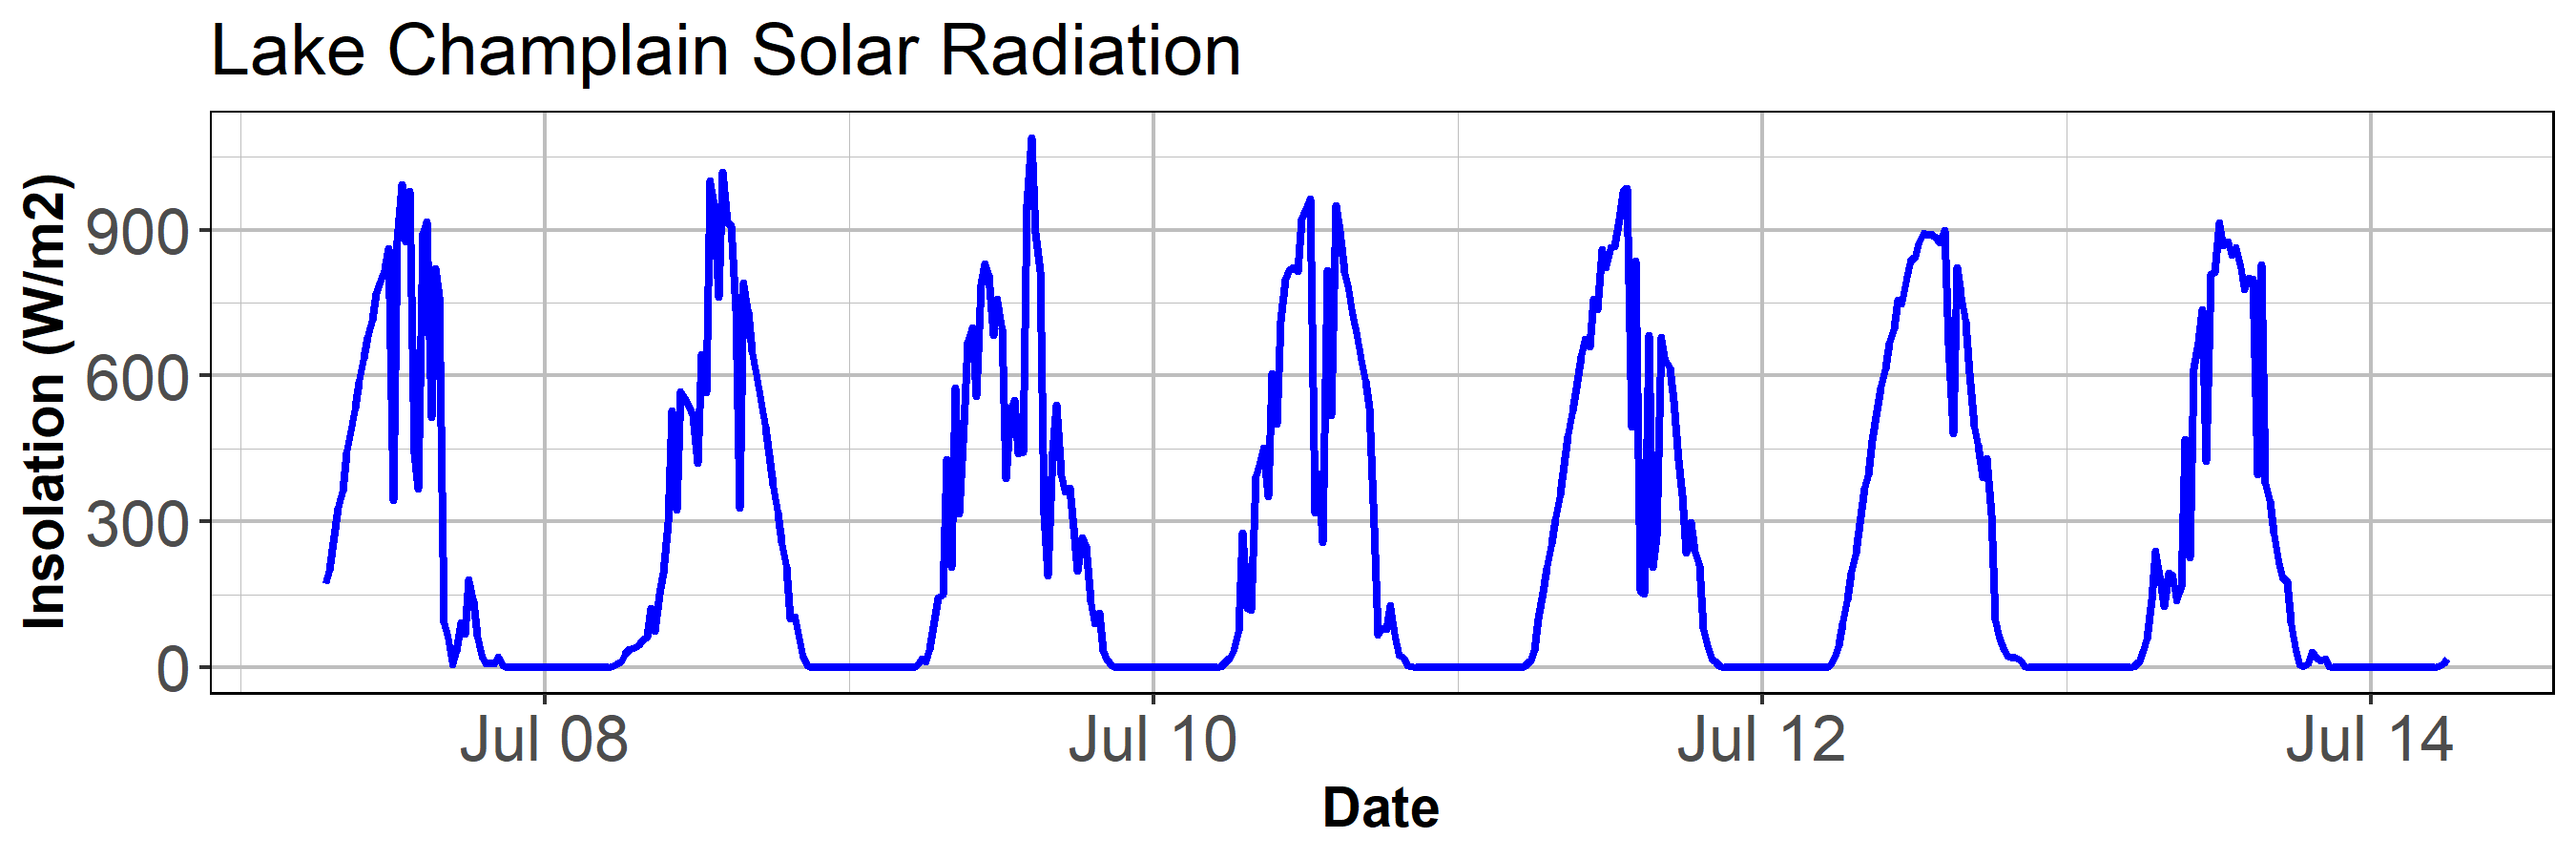 Lake Champlain Solar Radiation
Insolation (W/m2)
900
600
300
0
Jul 08
Jul 10
Jul 12
Jul 14
Date